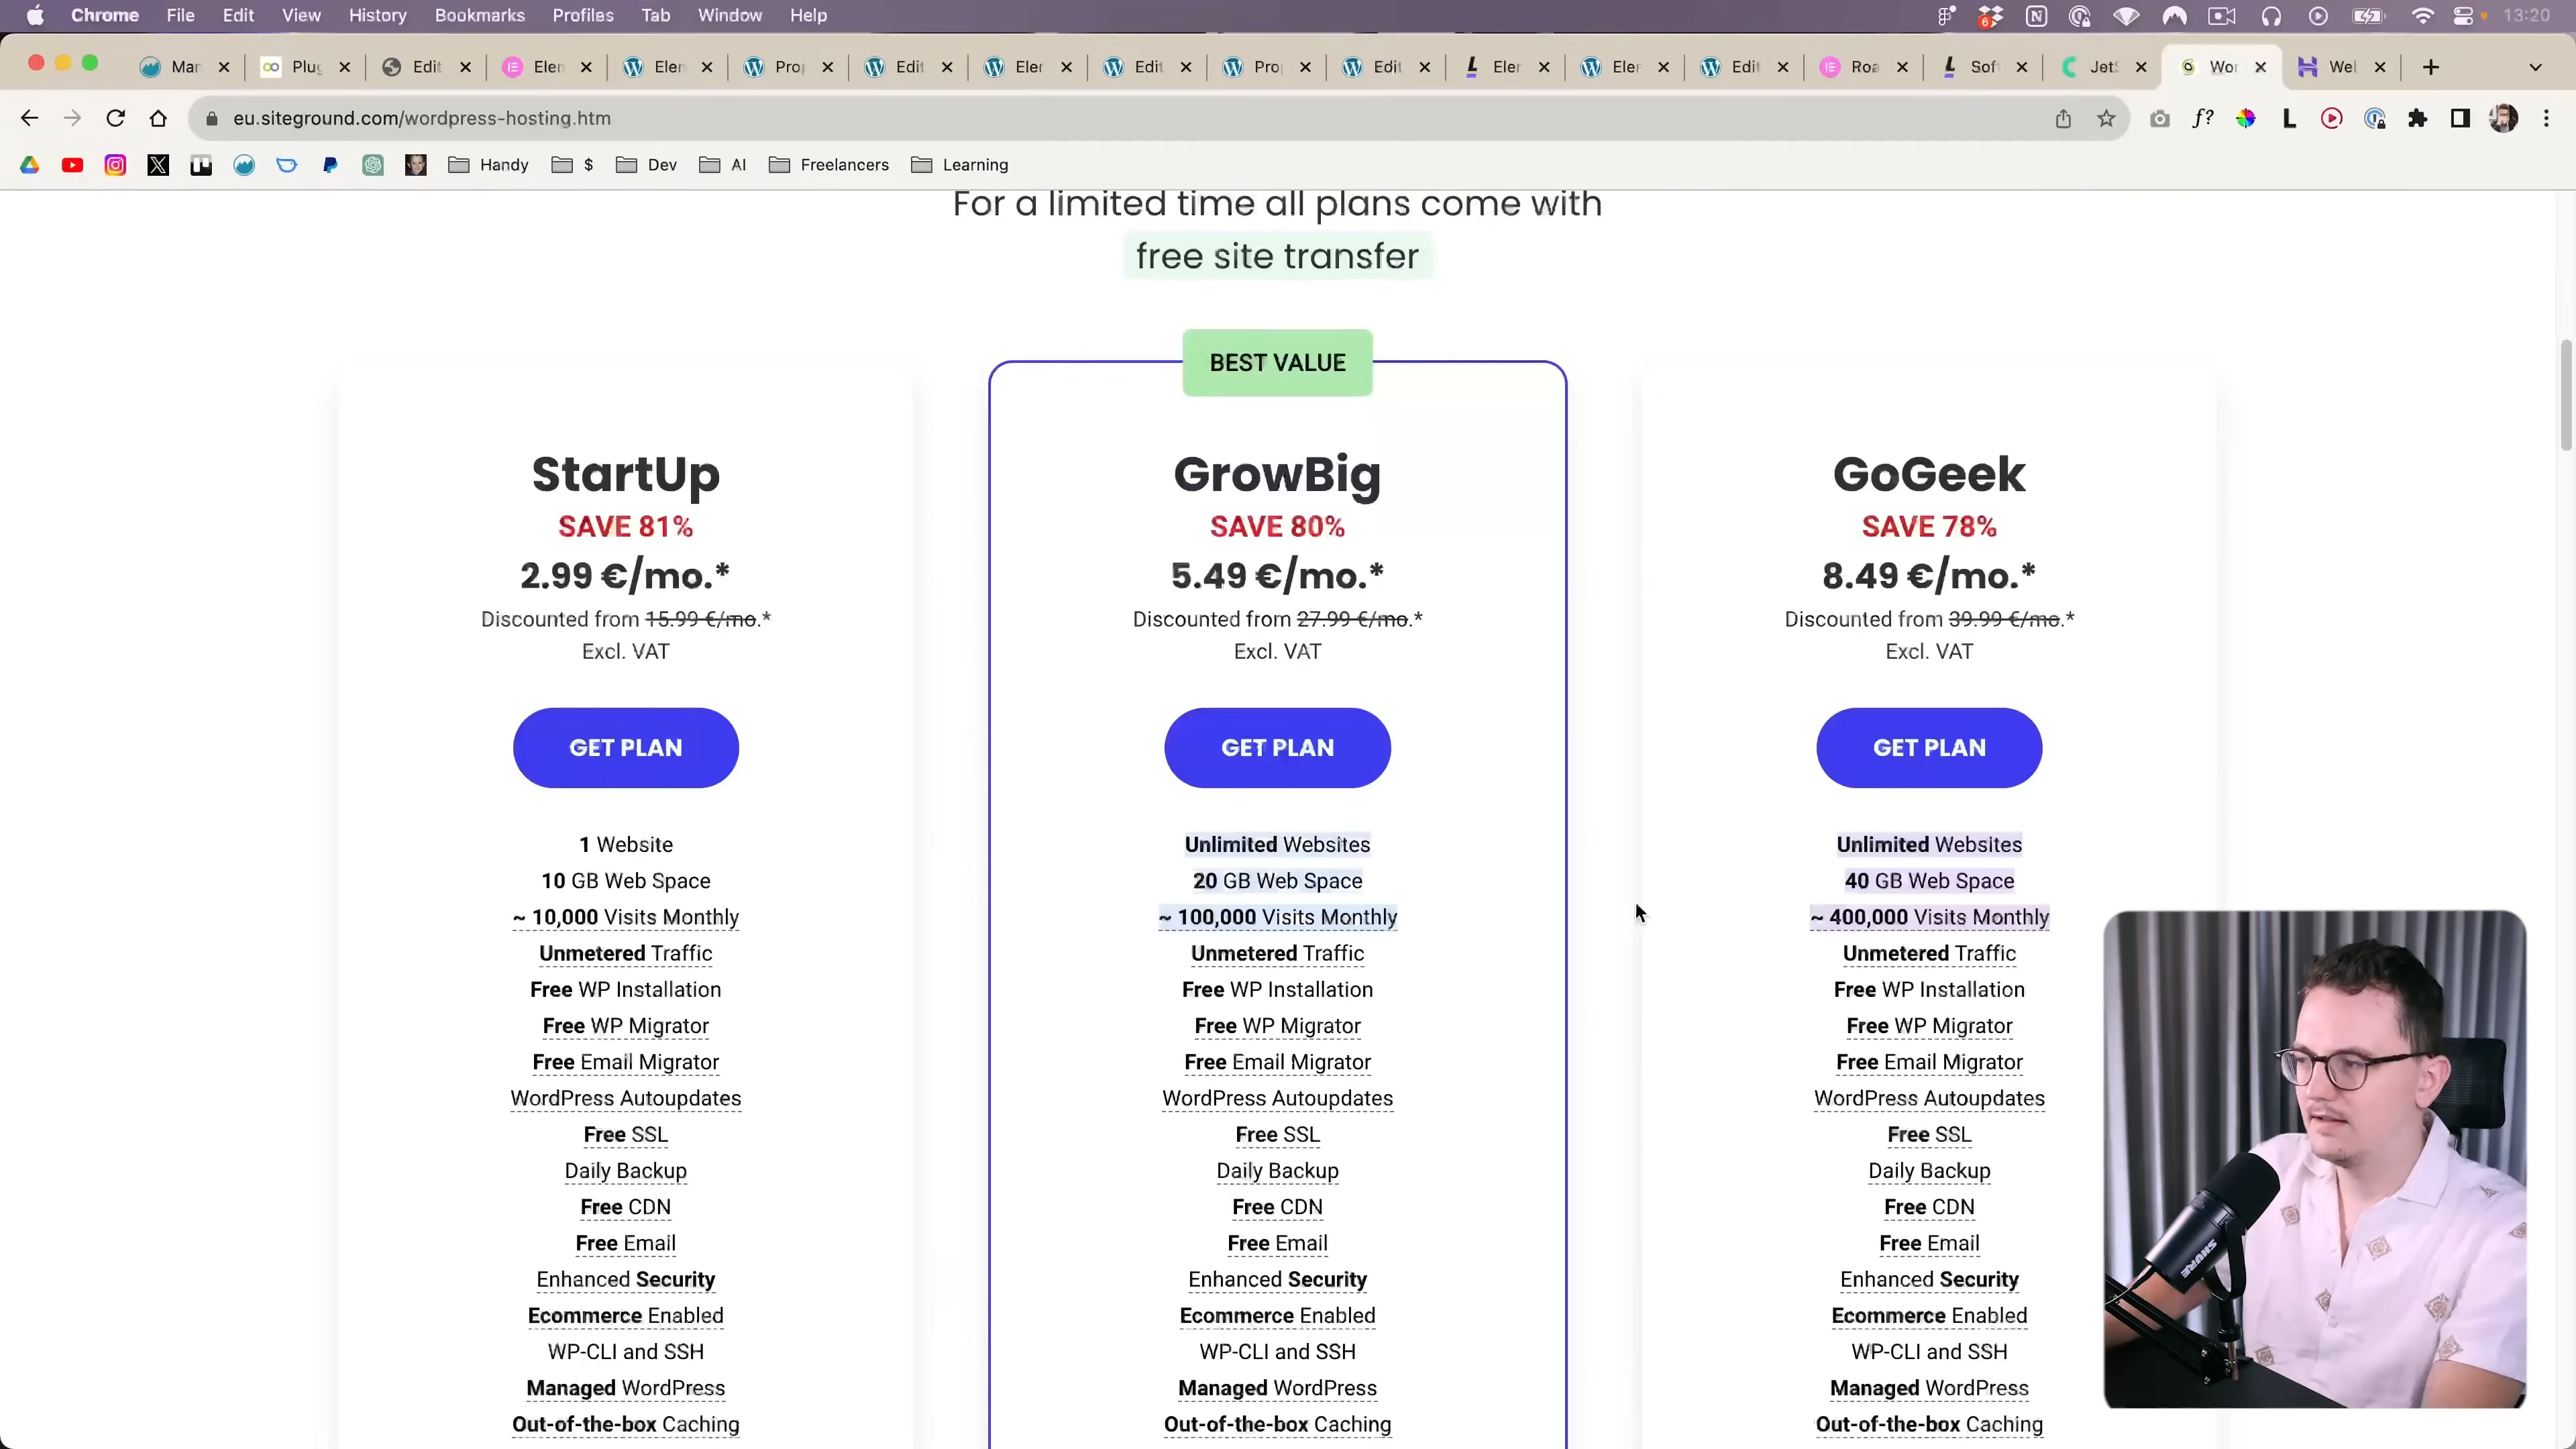 Chrome File Edit View History Bookmarks Profiles Tab Window Help 13:20
Mar Plug Edit Elen Elen Pro Edit Eler Edit Pro Edit Eler Eler Edit Roa Sof Jet Wor Wel
eu.siteground.com/wordpress-hosting.htm
Handy $ Dev AI Freelancers Learning
For a limited time all plans come with
free site transfer
StartUp
SAVE 81%
2.99 €/mo.*
Discounted from 15.99 €/mo.*
Excl. VAT
GET PLAN
1 Website
10 GB Web Space
~ 10,000 Visits Monthly
Unmetered Traffic
Free WP Installation
Free WP Migrator
Free Email Migrator
WordPress Autoupdates
Free SSL
Daily Backup
Free CDN
Free Email
Enhanced Security
Ecommerce Enabled
WP-CLI and SSH
Managed WordPress
Out-of-the-box Caching
BEST VALUE
GrowBig
SAVE 80%
5.49 €/mo.*
Discounted from 27.99 €/mo.*
Excl. VAT
GET PLAN
Unlimited Websites
20 GB Web Space
~ 100,000 Visits Monthly
Unmetered Traffic
Free WP Installation
Free WP Migrator
Free Email Migrator
WordPress Autoupdates
Free SSL
Daily Backup
Free CDN
Free Email
Enhanced Security
Ecommerce Enabled
WP-CLI and SSH
Managed WordPress
Out-of-the-box Caching
GoGeek
SAVE 78%
8.49 €/mo.*
Discounted from 39.99 €/mo.*
Excl. VAT
GET PLAN
Unlimited Websites
40 GB Web Space
~ 400,000 Visits Monthly
Unmetered Traffic
Free WP Installation
Free WP Migrator
Free Email Migrator
WordPress Autoupdates
Free SSL
Daily Backup
Free CDN
Free Email
Enhanced Security
Ecommerce Enabled
WP-CLI and SSH
Managed WordPress
Out-of-the-box Caching
SHURE